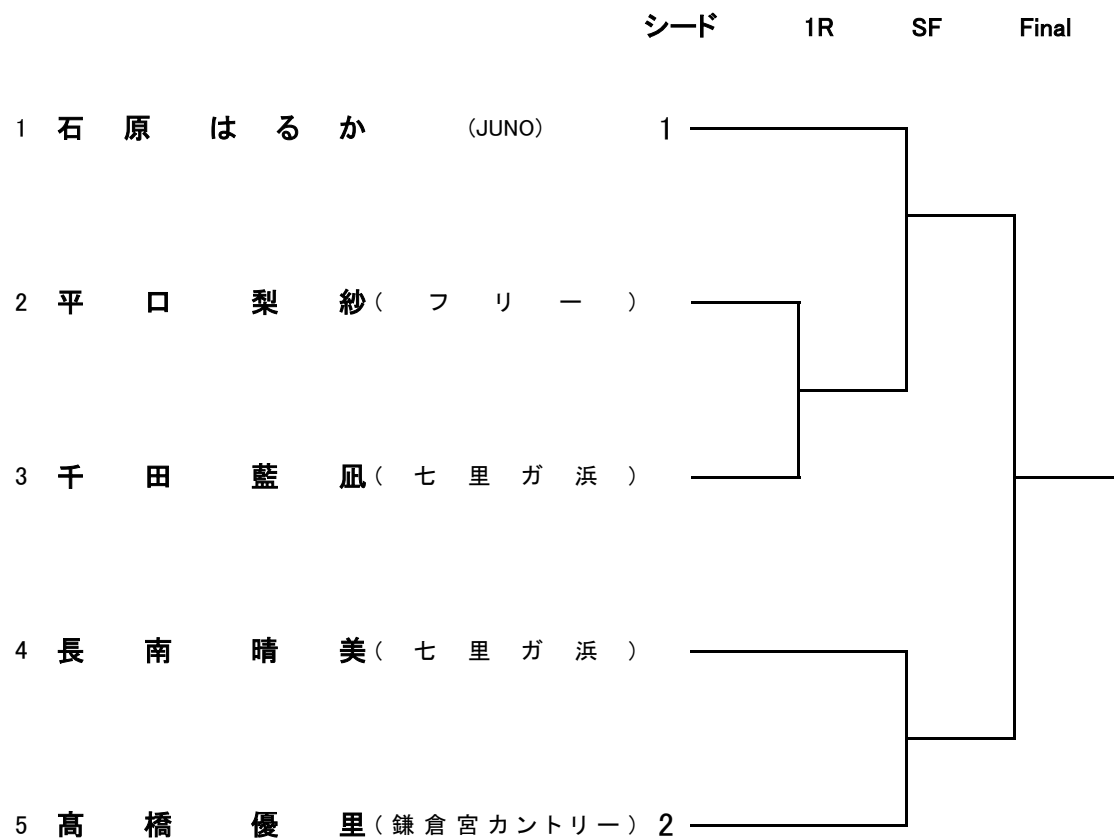 シード 1R SF Final
1 石原 はるか (JUNO) 1
2 平口 梨紗 (フリー)
3 千田 藍凪 (七里ガ浜)
4 長南 晴美 (七里ガ浜)
5 髙橋 優里 (鎌倉宮カントリー) 2